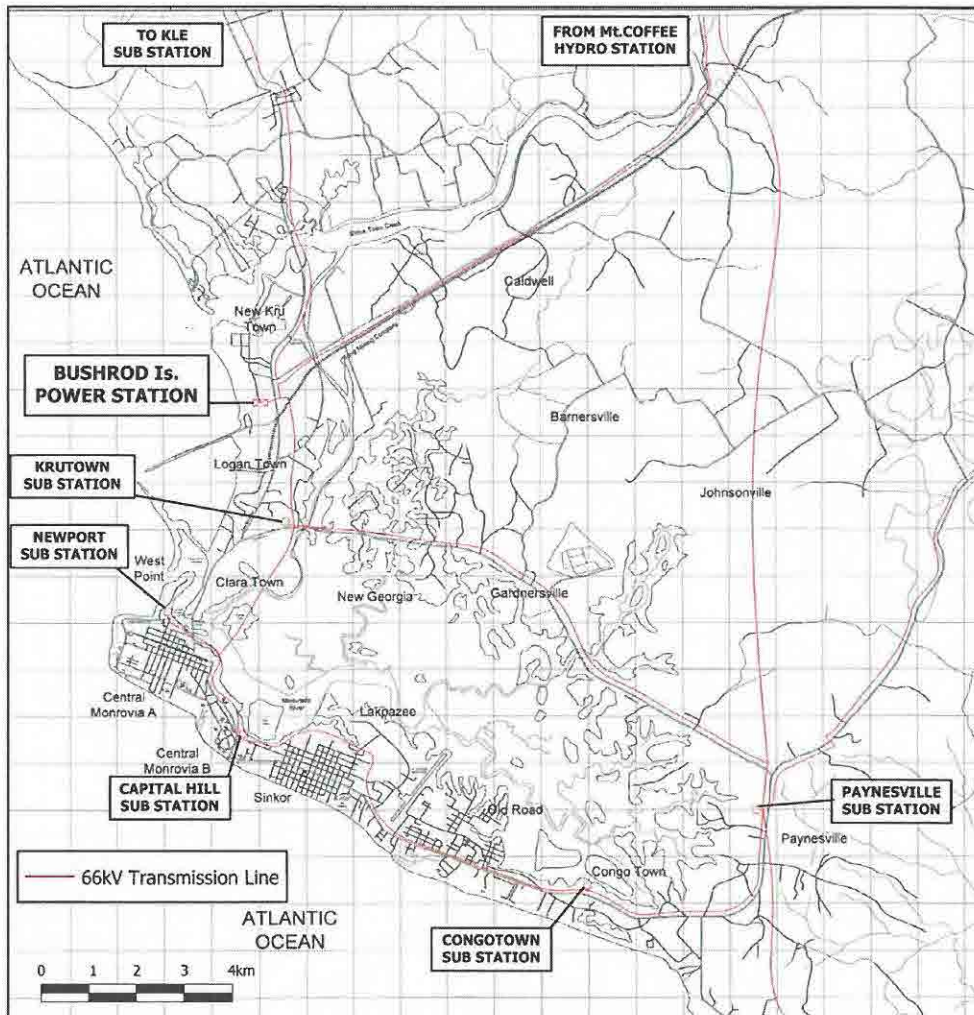 TO KLE
SUB STATION
FROM Mt.COFFEE
HYDRO STATION
ATLANTIC
OCEAN
Caldwell
New Kru
Town
BUSHROD Is.
POWER STATION
Barnersville
Logan Town
KRUTOWN
SUB STATION
Johnsonville
NEWPORT
SUB STATION
West
Point
Clara Town
New Georgia
Gardnersville
Central
Monrovia A
Lakpazee
Central
Monrovia B
CAPITAL HILL
SUB STATION
Sinkor
Old Road
PAYNESVILLE
SUB STATION
Paynesville
66kV Transmission Line
Congo Town
ATLANTIC
OCEAN
CONGOTOWN
SUB STATION
0 1 2 3 4km